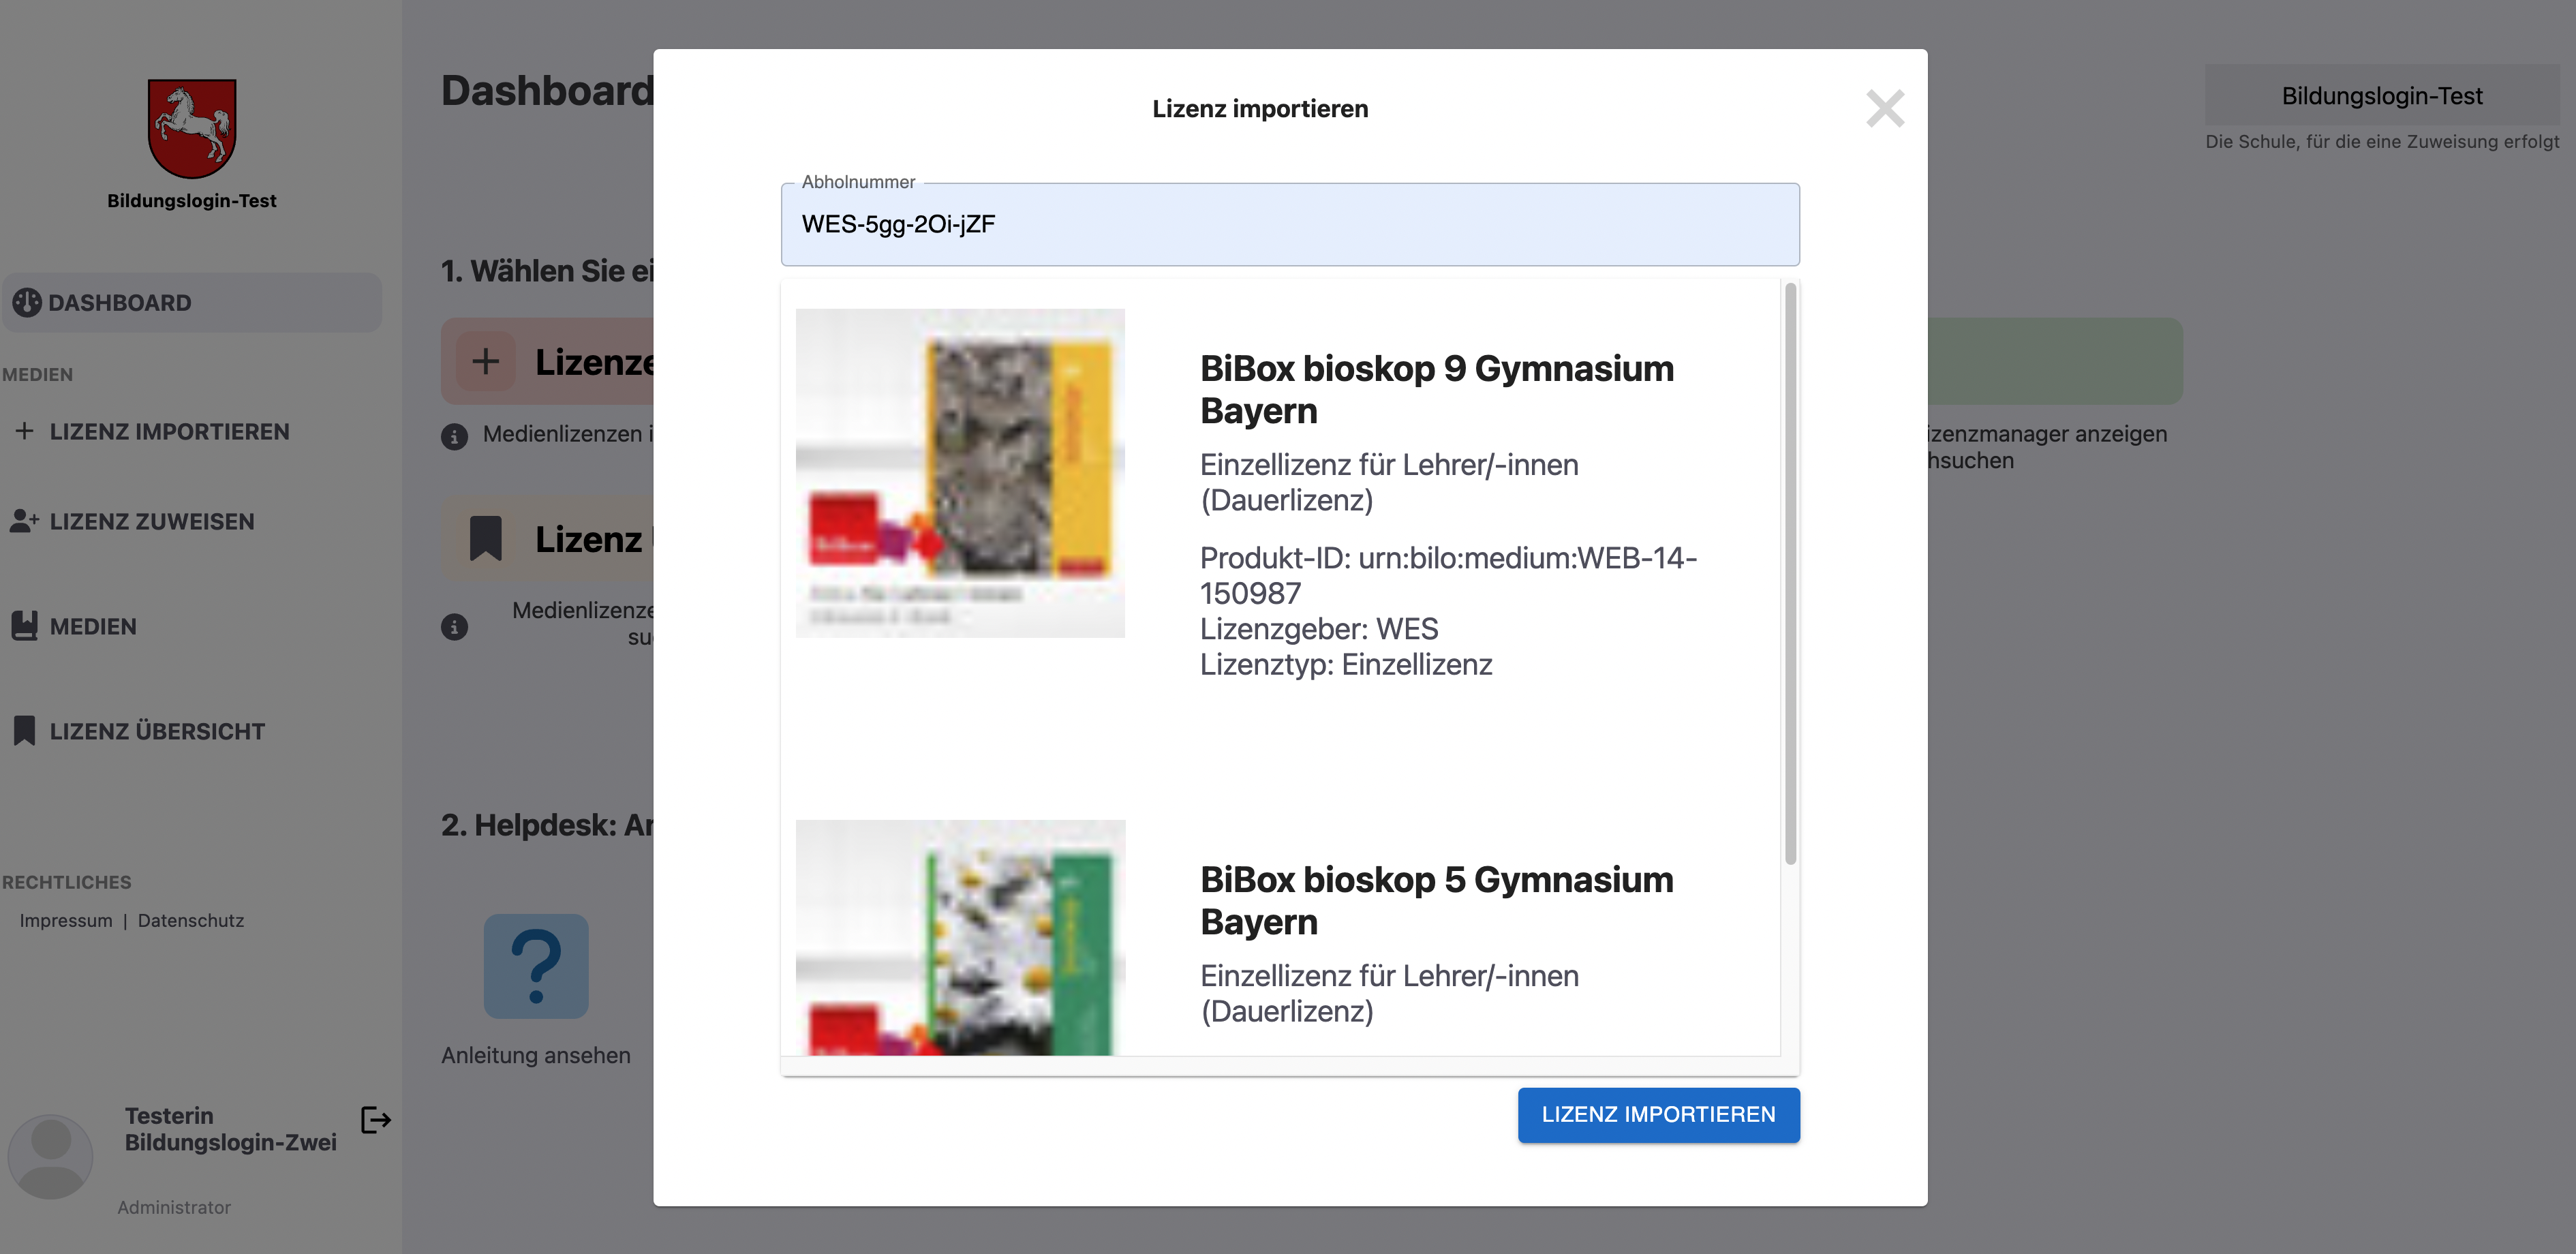 Bildungslogin-Test
DASHBOARD
MEDIEN
LIZENZ IMPORTIEREN
LIZENZ ZUWEISEN
MEDIEN
LIZENZ ÜBERSICHT
RECHTLICHES
Impressum | Datenschutz
Testerin
Bildungslogin-Zwei
Administrator
Dashboard
1. Wählen Sie ei
Lizenze
Medienlizenzen i
Lizenz
Medienlizenze
su
2. Helpdesk: An
Anleitung ansehen
Lizenz importieren
Abholnummer
WES-5gg-2Oi-jZF
BiBox bioskop 9 Gymnasium
Bayern
Einzellizenz für Lehrer/-innen
(Dauerlizenz)
Produkt-ID: urn:bilo:medium:WEB-14-
150987
Lizenzgeber: WES
Lizenztyp: Einzellizenz
BiBox bioskop 5 Gymnasium
Bayern
Einzellizenz für Lehrer/-innen
(Dauerlizenz)
LIZENZ IMPORTIEREN
Bildungslogin-Test
Die Schule, für die eine Zuweisung erfolgt
izenzmanager anzeigen
hsuchen